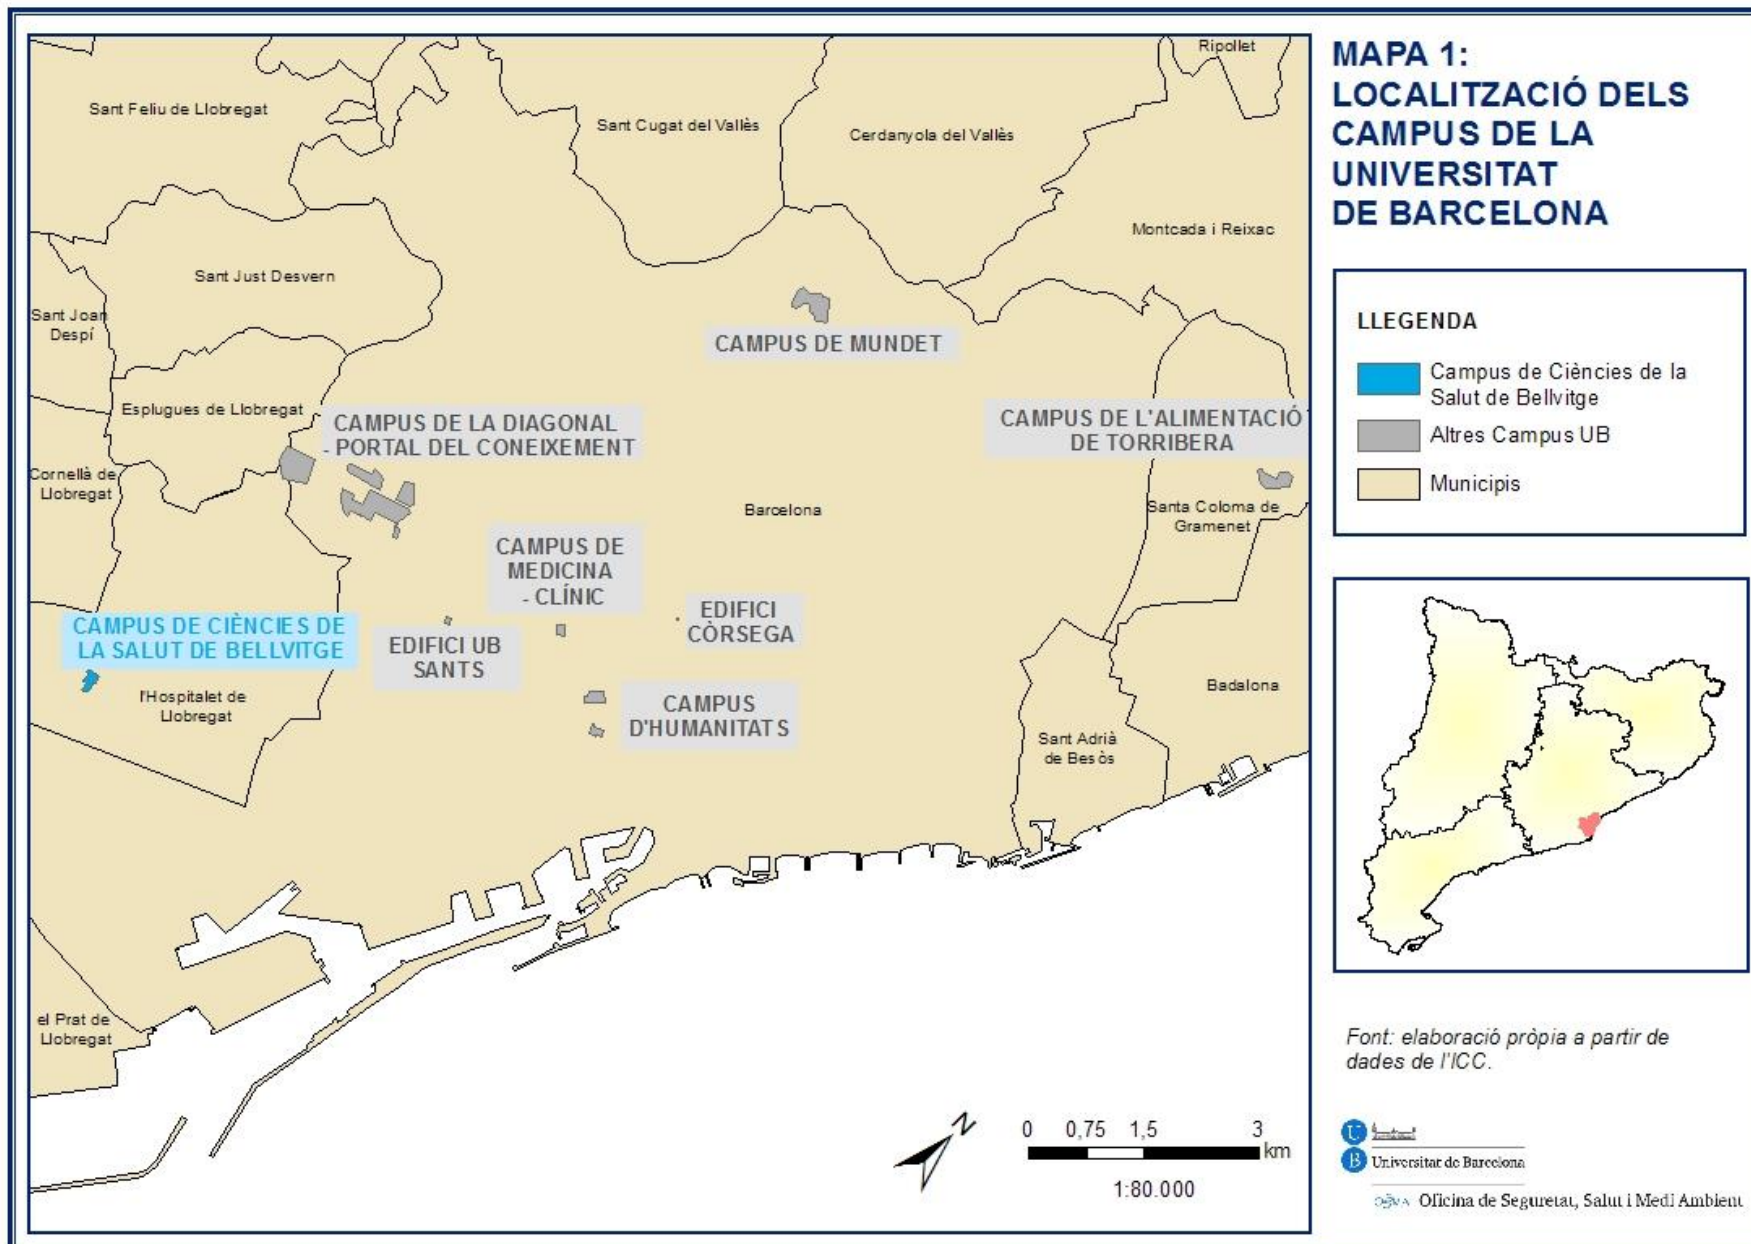 MAPA 1:
LOCALITZACIÓ DELS
CAMPUS DE LA
UNIVERSITAT
DE BARCELONA
Ripollet
Sant Feliu de Llobregat
Sant Cugat del Vallès
Cerdanyola del Vallès
Montcada i Reixac
Sant Just Desvern
Sant Joan
Despí
CAMPUS DE MUNDET
Esplugues de Llobregat
CAMPUS DE LA DIAGONAL
- PORTAL DEL CONEIXEMENT
CAMPUS DE L'ALIMENTACIÓ
DE TORRIBERA
Cornellà de
Llobregat
Barcelona
Santa Coloma de
Gramenet
CAMPUS DE
MEDICINA
- CLÍNIC
EDIFICI
CÒRSEGA
CAMPUS DE CIÈNCIES DE
LA SALUT DE BELLVITGE
EDIFICI UB
SANTS
l'Hospitalet de
Llobregat
CAMPUS
D'HUMANITATS
Badalona
Sant Adrià
de Besòs
el Prat de
Llobregat
N
0 0,75 1,5 3
km
1:80.000
LLEGENDA
Campus de Ciències de la
Salut de Bellvitge
Altres Campus UB
Municipis
Font: elaboració pròpia a partir de
dades de l'ICC.
U
B Universitat de Barcelona
Oficina de Seguretat, Salut i Medi Ambient